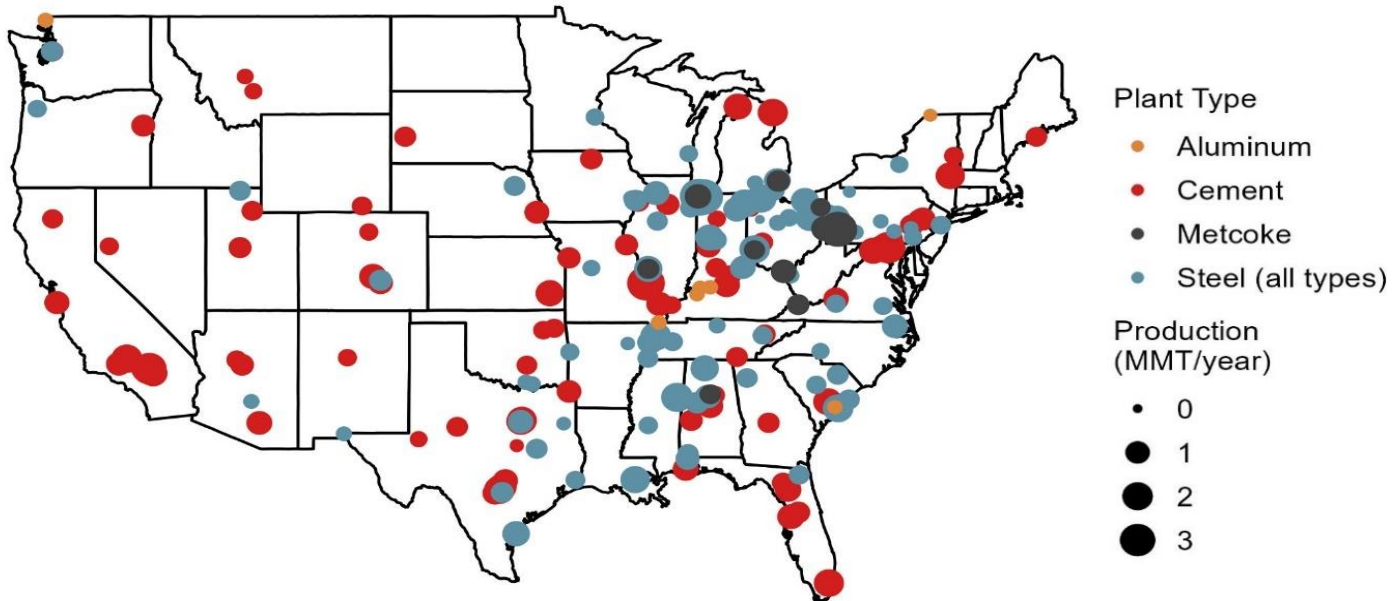 Plant Type
Aluminum
Cement
Metcoke
Steel (all types)
Production
(MMT/year)
0
1
2
3